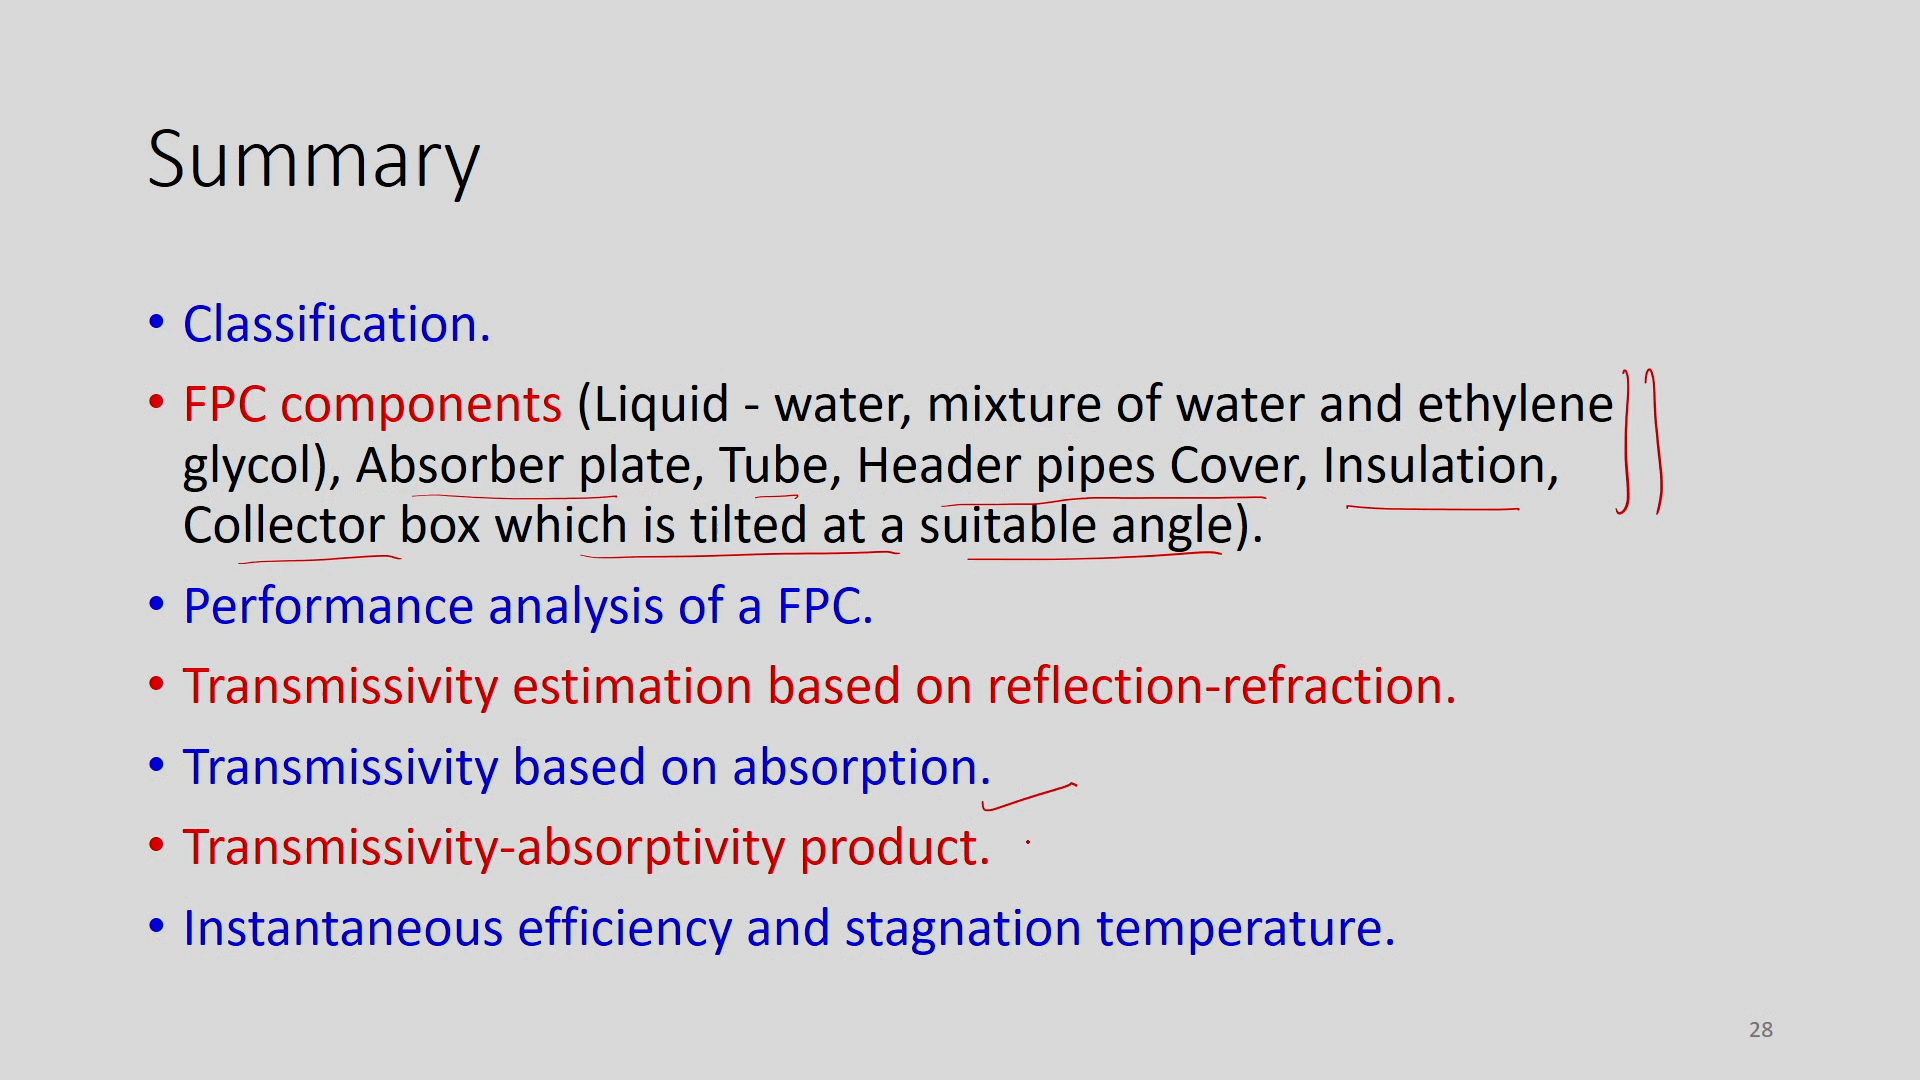 Summary
• Classification.
• FPC components (Liquid - water, mixture of water and ethylene
glycol), Absorber plate, Tube, Header pipes Cover, Insulation,
Collector box which is tilted at a suitable angle).
• Performance analysis of a FPC.
• Transmissivity estimation based on reflection-refraction.
• Transmissivity based on absorption.
• Transmissivity-absorptivity product.
• Instantaneous efficiency and stagnation temperature.
28